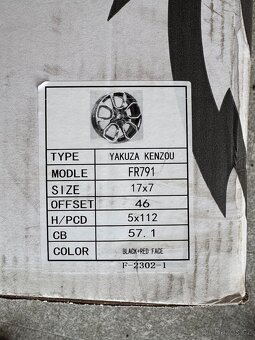 TYPE YAKUZA KENZOU
MODLE FR791
SIZE 17x7
OFFSET 46
H/PCD 5x112
CB 57.1
COLOR BLACK+RED FACE
F-2302-1